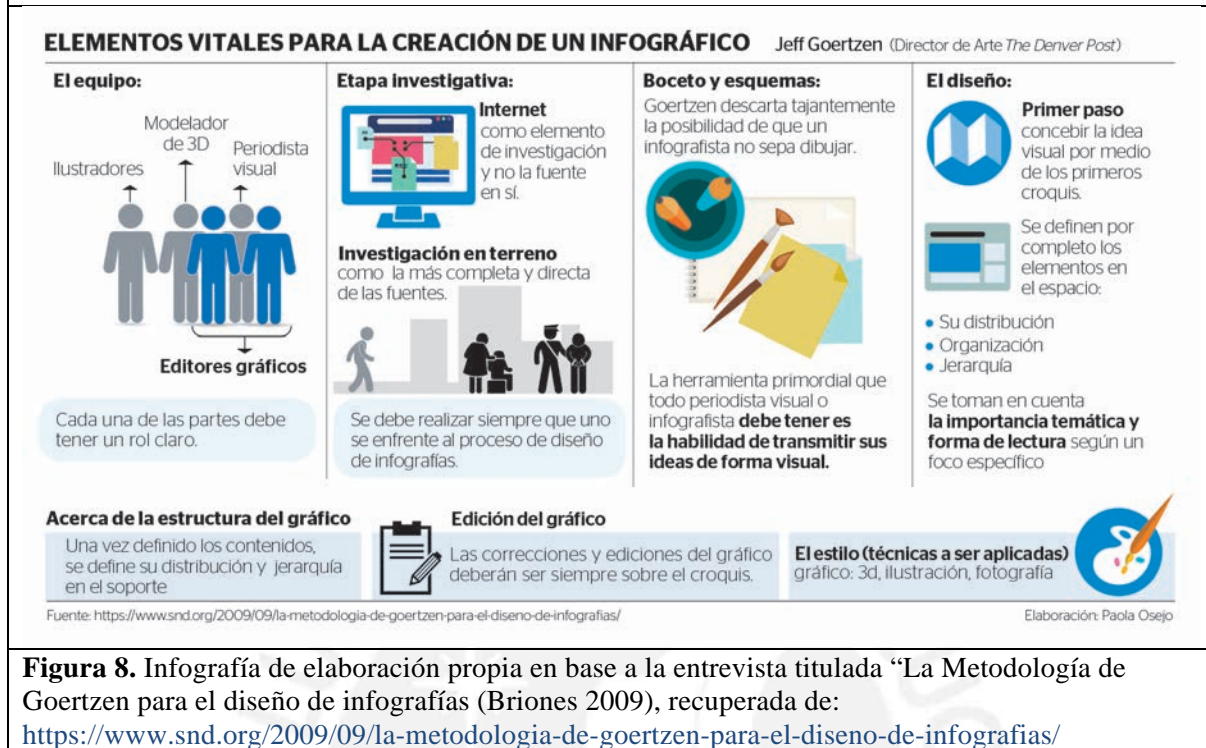 ELEMENTOS VITALES PARA LA CREACIÓN DE UN INFOGRÁFICO Jeff Goertzen (Director de Arte The Denver Post)
El equipo:
Modelador
de 3D
Ilustradores
Periodista
visual
Editores gráficos
Cada una de las partes debe
tener un rol claro.
Etapa investigativa:
Internet
como elemento
de investigación
y no la fuente
en sí.
Investigación en terreno
como la más completa y directa
de las fuentes.
Se debe realizar siempre que uno
se enfrente al proceso de diseño
de infografías.
Boceto y esquemas:
Goertzen descarta tajantemente
la posibilidad de que un
infografista no sepa dibujar.
La herramienta primordial que
todo periodista visual o
infografista debe tener es
la habilidad de transmitir sus
ideas de forma visual.
El diseño:
Primer paso
concebir la idea
visual por medio
de los primeros
croquis.
Se definen por
completo los
elementos en
el espacio:
• Su distribución
• Organización
• Jerarquía
Se toman en cuenta
la importancia temática y
forma de lectura según un
foco específico
Acerca de la estructura del gráfico
Una vez definido los contenidos,
se define su distribución y jerarquía
en el soporte
Edición del gráfico
Las correcciones y ediciones del gráfico
deberán ser siempre sobre el croquis.
El estilo (técnicas a ser aplicadas)
gráfico: 3d, ilustración, fotografía
Fuente: https://www.snd.org/2009/09/la-metodologia-de-goertzen-para-el-diseno-de-infografias/
Elaboración: Paola Osejo
Figura 8. Infografía de elaboración propia en base a la entrevista titulada “La Metodología de
Goertzen para el diseño de infografías (Briones 2009), recuperada de:
https://www.snd.org/2009/09/la-metodologia-de-goertzen-para-el-diseno-de-infografias/